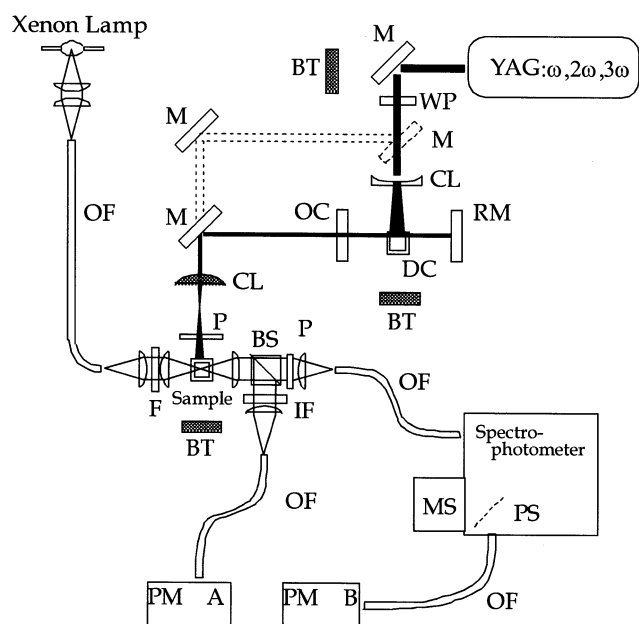 Xenon Lamp
M
BT
YAG:ω,2ω,3ω
WP
M
M
CL
OF
M
OC
RM
DC
CL
BT
P
BS
P
OF
F
Sample
IF
BT
Spectro-
photometer
OF
MS
PS
PM A
PM B
OF